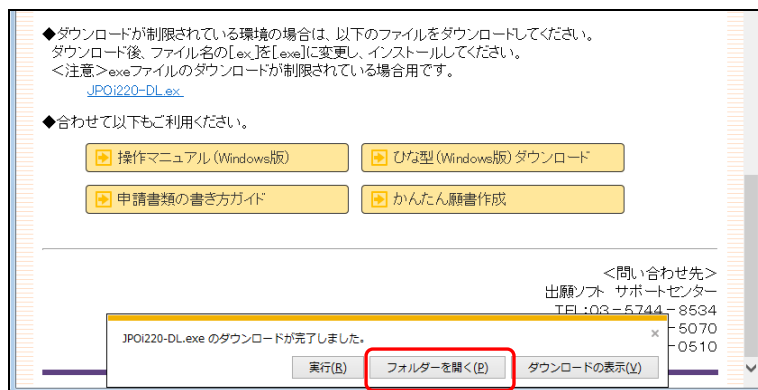 ◆ダウンロードが制限されている環境の場合は、以下のファイルをダウンロードしてください。
ダウンロード後、ファイル名の[.ex_]を[.exe]に変更し、インストールしてください。
<注意>exeファイルのダウンロードが制限されている場合用です。
JPOi220-DL.ex_
◆合わせて以下もご利用ください。
操作マニュアル(Windows版)
ひな型(Windows版)ダウンロード
申請書類の書き方ガイド
かんたん願書作成
<問い合わせ先>
出願ソフト サポートセンター
TEL:03-5744-8534
-5070
-0510
JPOi220-DL.exe のダウンロードが完了しました。
×
実行(R)
フォルダーを開く(P)
ダウンロードの表示(V)